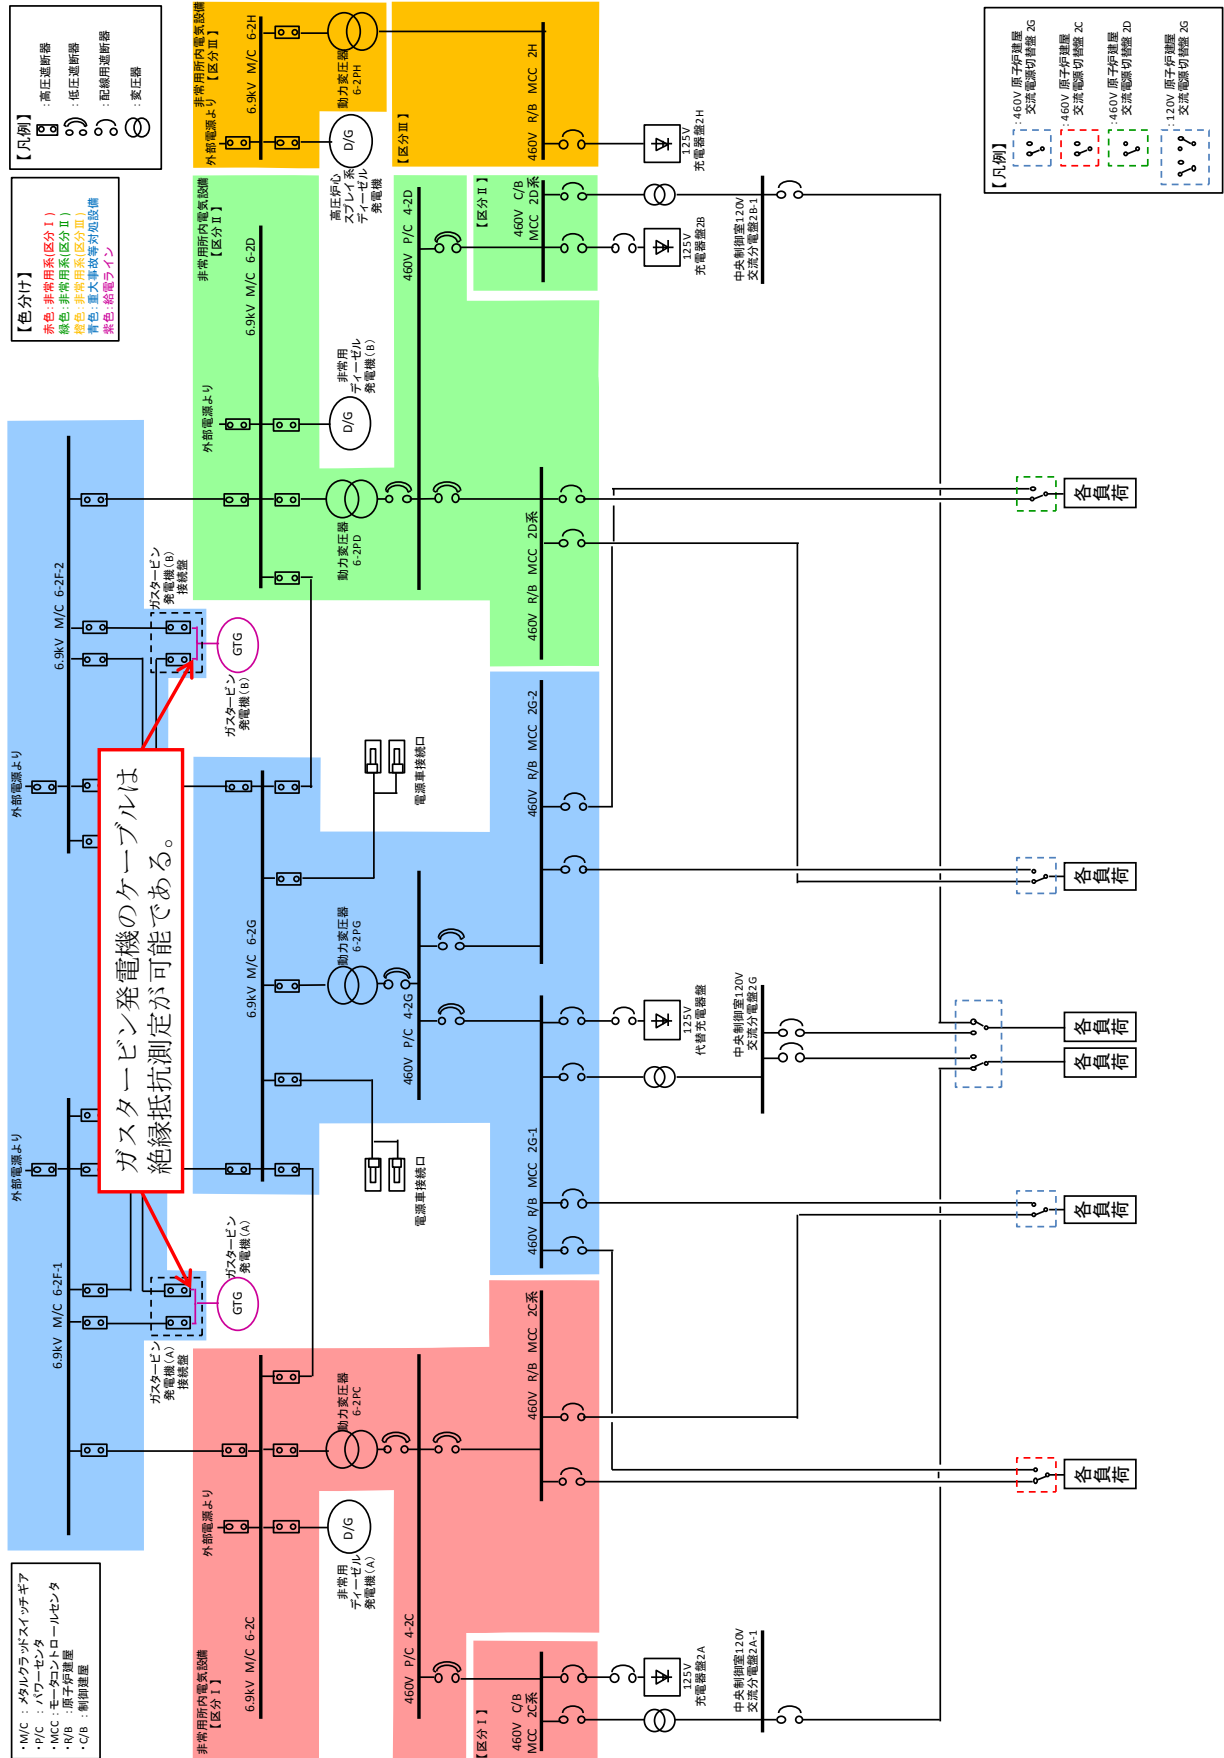 ・M/C ：メタルクラッドスイッチギア
・P/C ：パワーセンタ
・MCC：モータコントロールセンタ
・R/B ：原子炉建屋
・C/B ：制御建屋
【色分け】
赤色：非常用系(区分Ⅰ)
緑色：非常用系(区分Ⅱ)
橙色：非常用系(区分Ⅲ)
青色：重大事故等対処設備
紫色：給電ライン
【凡例】
：高圧遮断器
：低圧遮断器
：配線用遮断器
：変圧器
外部電源より
6.9kV M/C 6-2F-1
ガスタービン
発電機(A)
接続盤
GTG
ガスタービン
発電機(A)
外部電源より
6.9kV M/C 6-2F-2
ガスタービン
発電機(B)
接続盤
GTG
ガスタービン
発電機(B)
ガスタービン発電機のケーブルは
絶縁抵抗測定が可能である。
非常用所内電気設備
【区分Ⅰ】
外部電源より
6.9kV M/C 6-2C
非常用
ディーゼル
発電機(A)
D/G
動力変圧器
6-2PC
460V P/C 4-2C
【区分Ⅰ】
460V C/B
MCC 2C系
460V R/B MCC 2C系
125V
充電器盤2A
中央制御室120V
交流分電盤2A-1
6.9kV M/C 6-2G
電源車接続口
電源車接続口
動力変圧器
6-2PG
460V P/C 4-2G
460V R/B MCC 2G-1
460V R/B MCC 2G-2
125V
代替充電器盤
中央制御室120V
交流分電盤2G
非常用所内電気設備
【区分Ⅱ】
外部電源より
6.9kV M/C 6-2D
動力変圧器
6-2PD
D/G
非常用
ディーゼル
発電機(B)
460V P/C 4-2D
【区分Ⅱ】
460V C/B
MCC 2D系
460V R/B MCC 2D系
125V
充電器盤2B
中央制御室120V
交流分電盤2B-1
非常用所内電気設備
【区分Ⅲ】
外部電源より
6.9kV M/C 6-2H
D/G
高圧炉心
スプレイ系
ディーゼル
発電機
動力変圧器
6-2PH
【区分Ⅲ】
460V R/B MCC 2H
125V
充電器盤2H
各負荷
各負荷
各負荷
各負荷
各負荷
各負荷
【凡例】
：460V 原子炉建屋
交流電源切替盤 2G
：460V 原子炉建屋
交流電源切替盤 2C
：460V 原子炉建屋
交流電源切替盤 2D
：120V 原子炉建屋
交流電源切替盤 2G